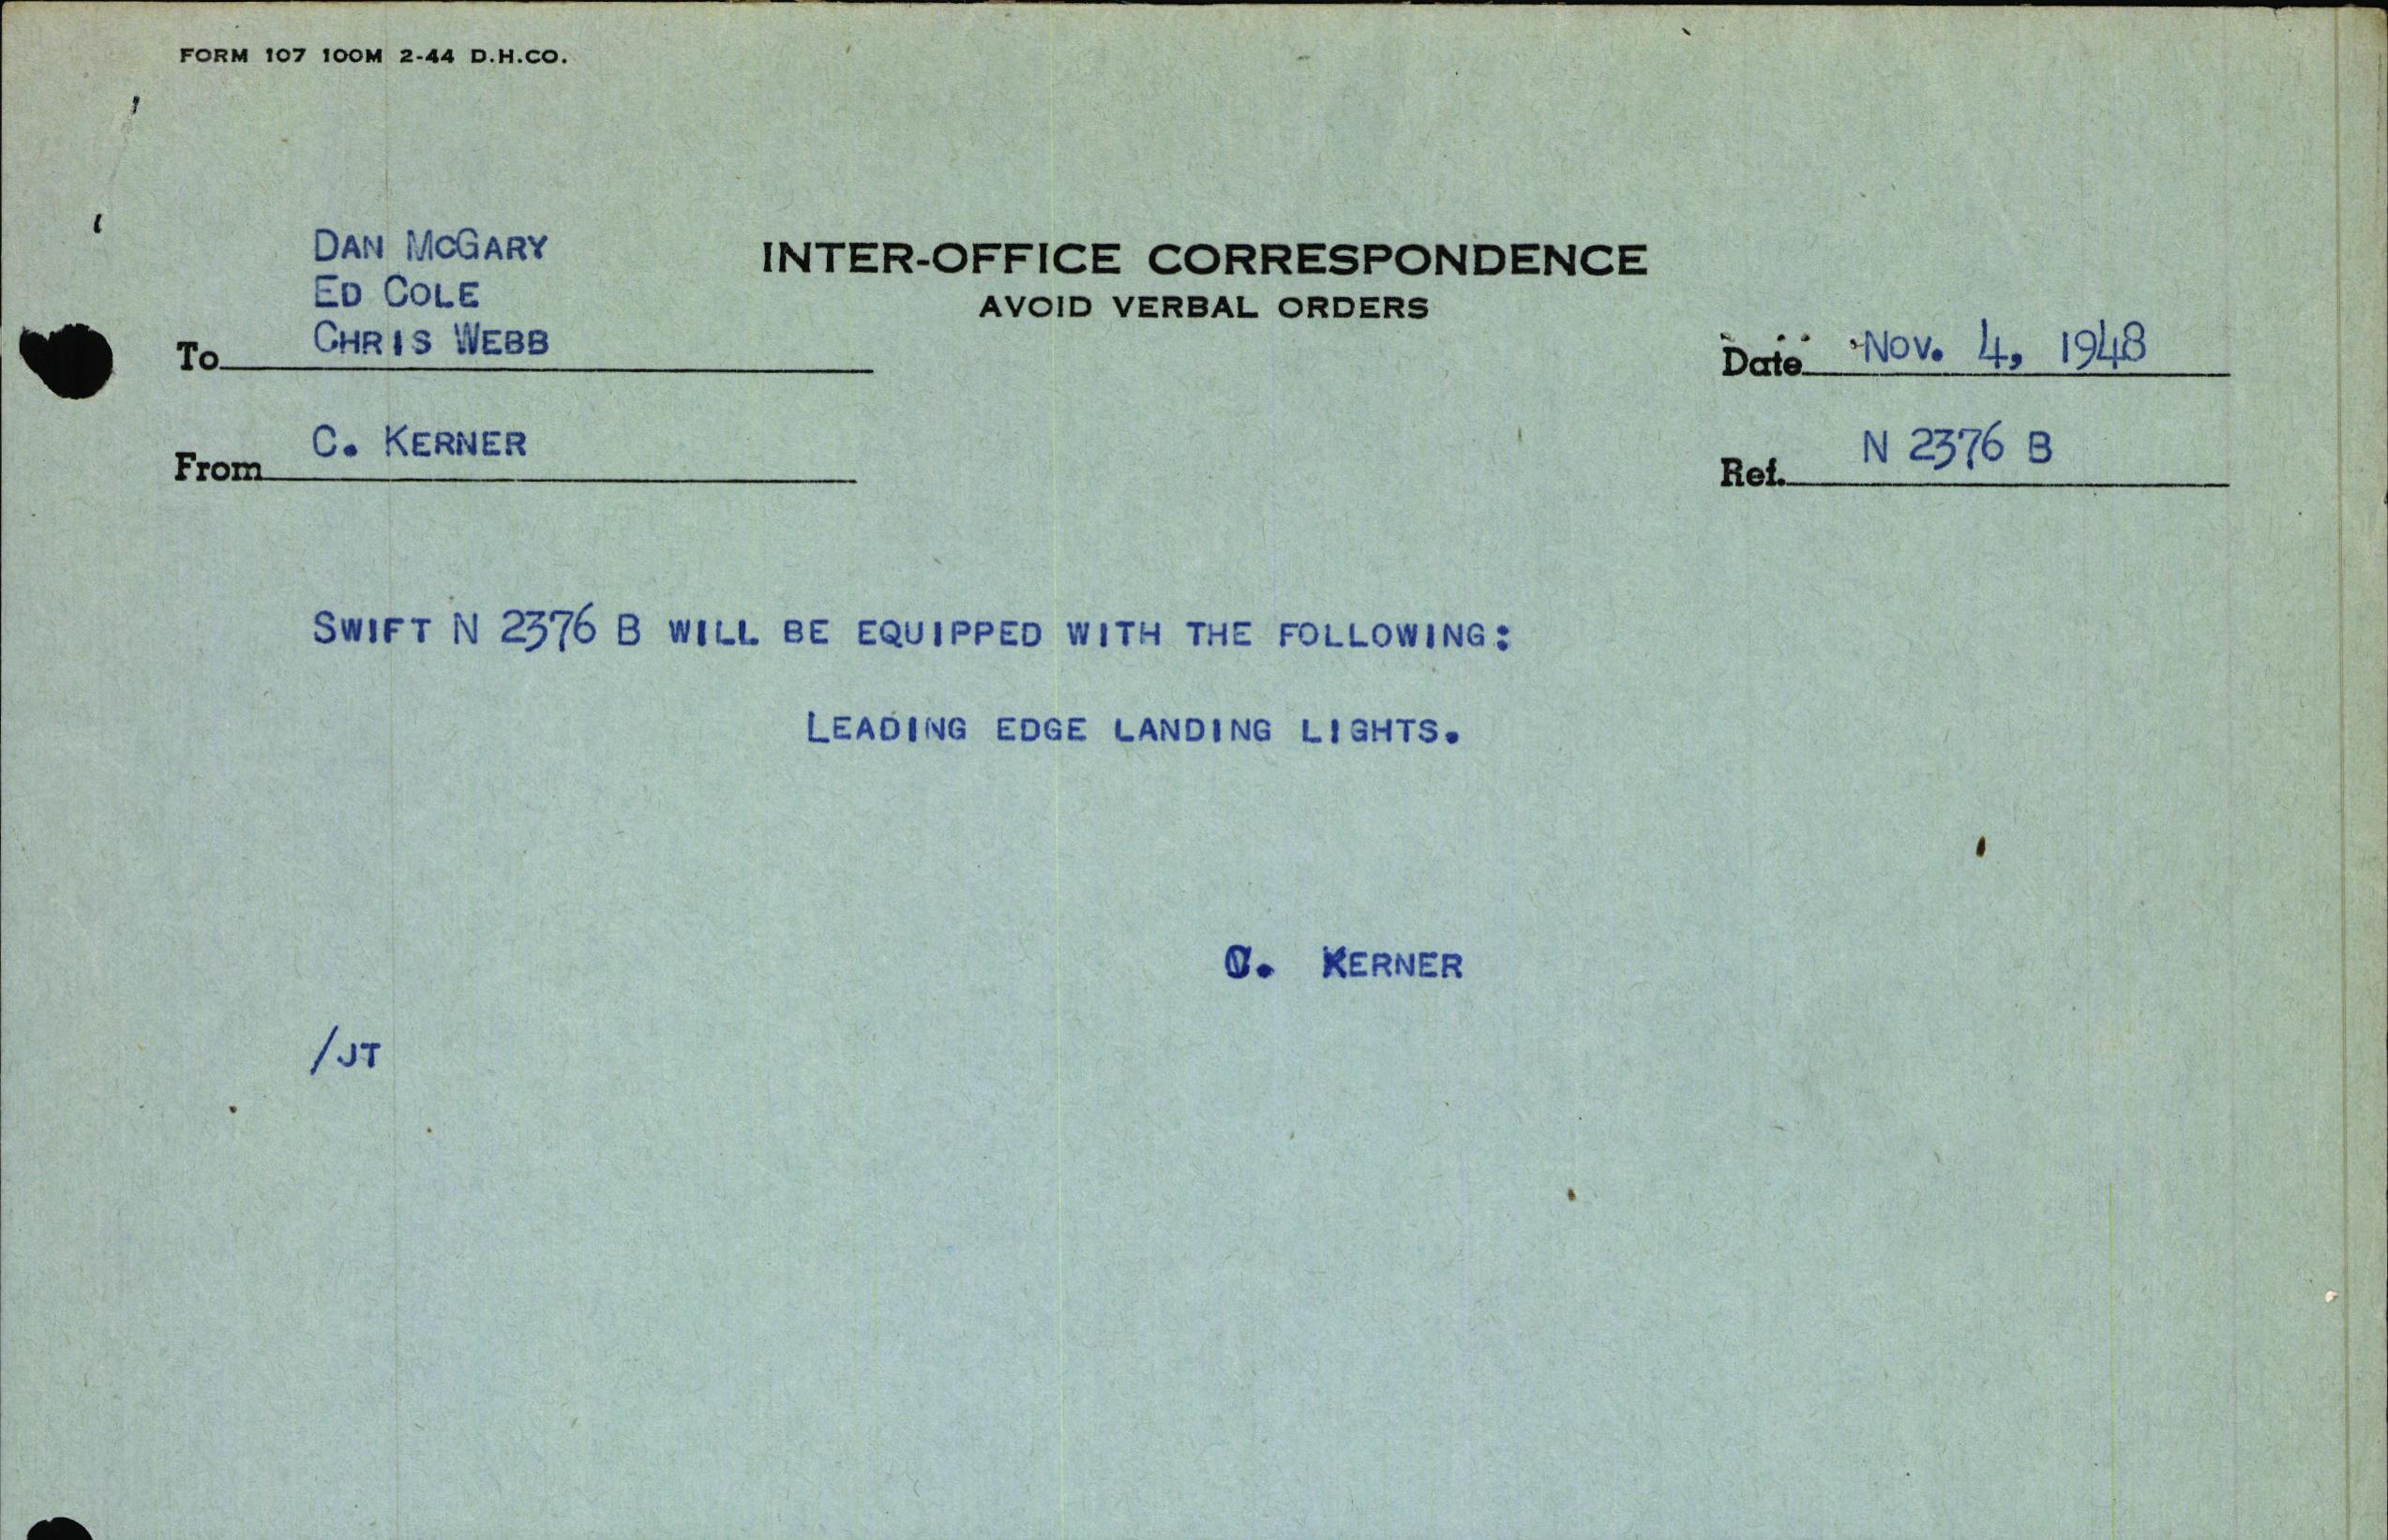 FORM 107 100M 2-44 D.H.CO.
INTER-OFFICE CORRESPONDENCE
AVOID VERBAL ORDERS
DAN MCGARY
ED COLE
To CHRIS WEBB
Date NOV. 4, 1948
From C. KERNER
Ref. N 2376 B
SWIFT N 2376 B WILL BE EQUIPPED WITH THE FOLLOWING:
LEADING EDGE LANDING LIGHTS.
C. KERNER
/JT